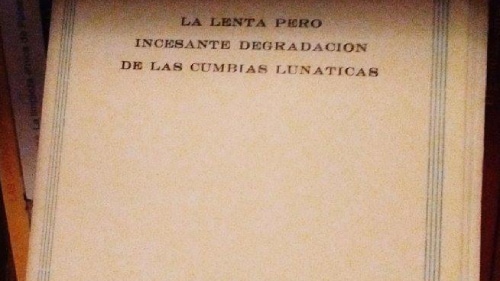 LA LENTA PERO
INCESANTE DEGRADACION
DE LAS CUMBIAS LUNATICAS